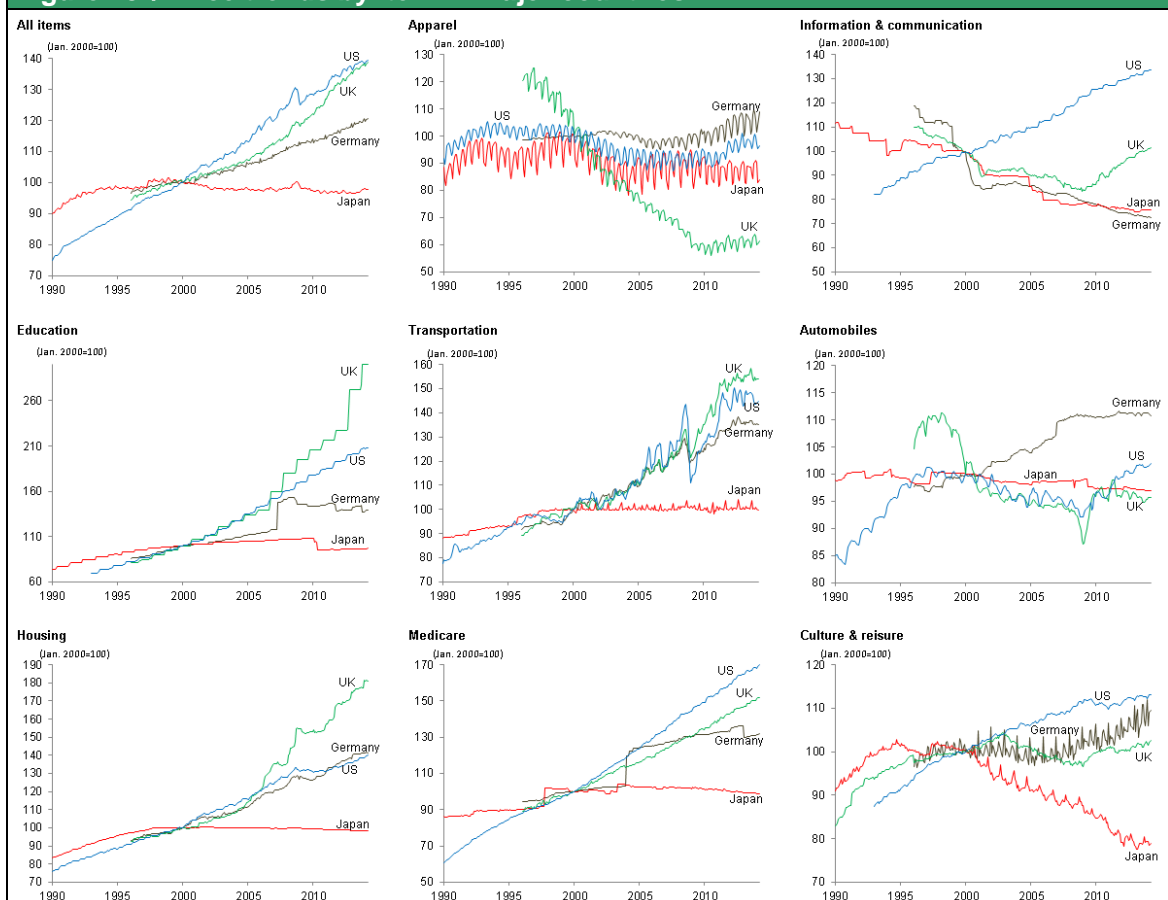 All items
(Jan. 2000=100)
140
130
120
110
100
90
80
70
1990
1995
2000
2005
2010
US
UK
Germany
Japan
Apparel
(Jan. 2000=100)
130
120
110
100
90
80
70
60
50
1990
1995
2000
2005
2010
US
Germany
Japan
UK
Information & communication
(Jan. 2000=100)
150
140
130
120
110
100
90
80
70
60
50
1990
1995
2000
2005
2010
US
UK
Japan
Germany
Education
(Jan. 2000=100)
260
210
160
110
60
1990
1995
2000
2005
2010
UK
US
Germany
Japan
Transportation
(Jan. 2000=100)
160
150
140
130
120
110
100
90
80
70
1990
1995
2000
2005
2010
UK
US
Germany
Japan
Automobiles
(Jan. 2000=100)
120
115
110
105
100
95
90
85
80
1990
1995
2000
2005
2010
Germany
US
Japan
UK
Housing
(Jan. 2000=100)
190
180
170
160
150
140
130
120
110
100
90
80
70
1990
1995
2000
2005
2010
UK
Germany
US
Japan
Medicare
(Jan. 2000=100)
170
150
130
110
90
70
50
1990
1995
2000
2005
2010
US
UK
Germany
Japan
Culture & reisure
(Jan. 2000=100)
120
110
100
90
80
70
1990
1995
2000
2005
2010
US
Germany
UK
Japan